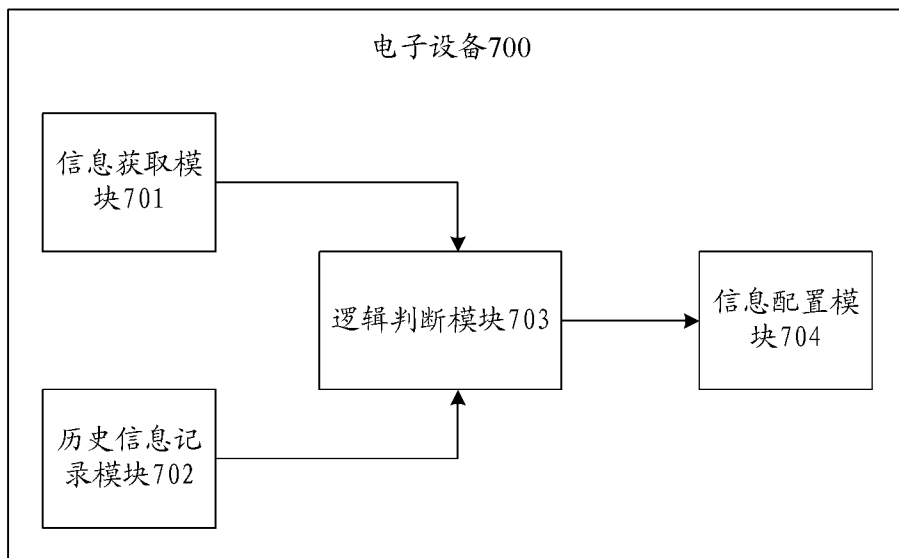 电子设备700
信息获取模
块701
逻辑判断模块703
信息配置模
块704
历史信息记
录模块702